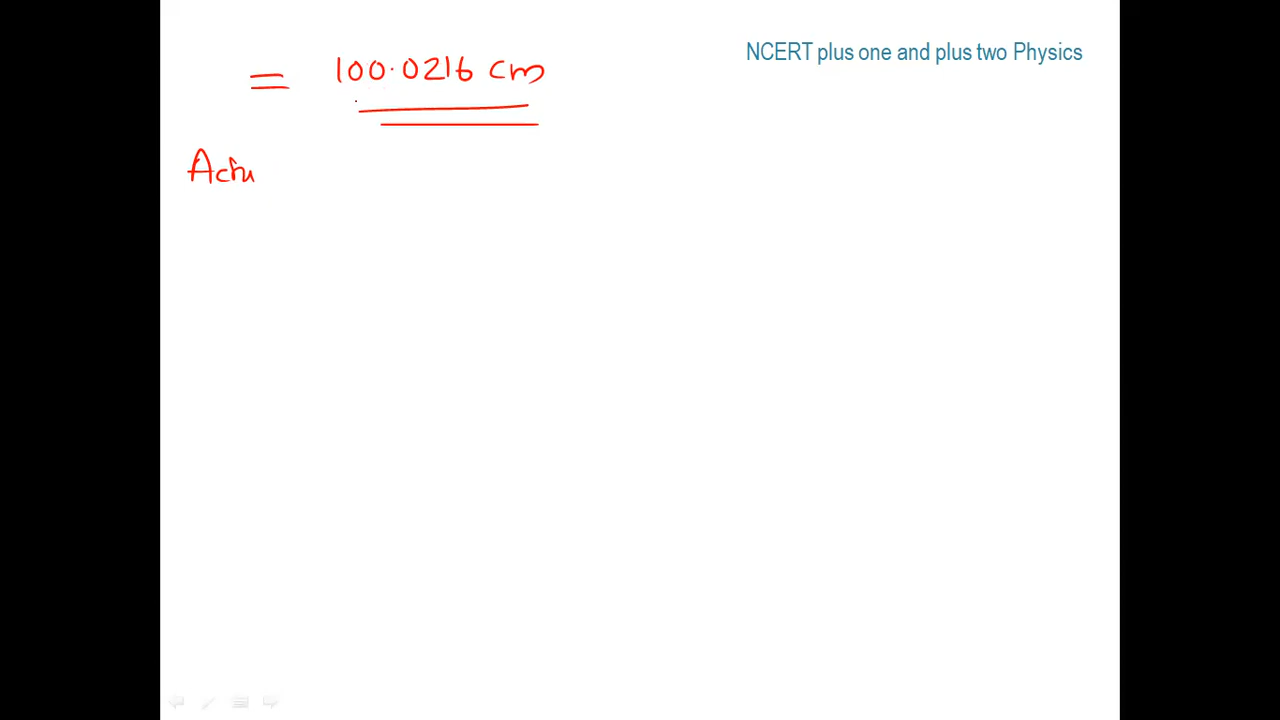 NCERT plus one and plus two Physics
= 100.0216 cm
Actu